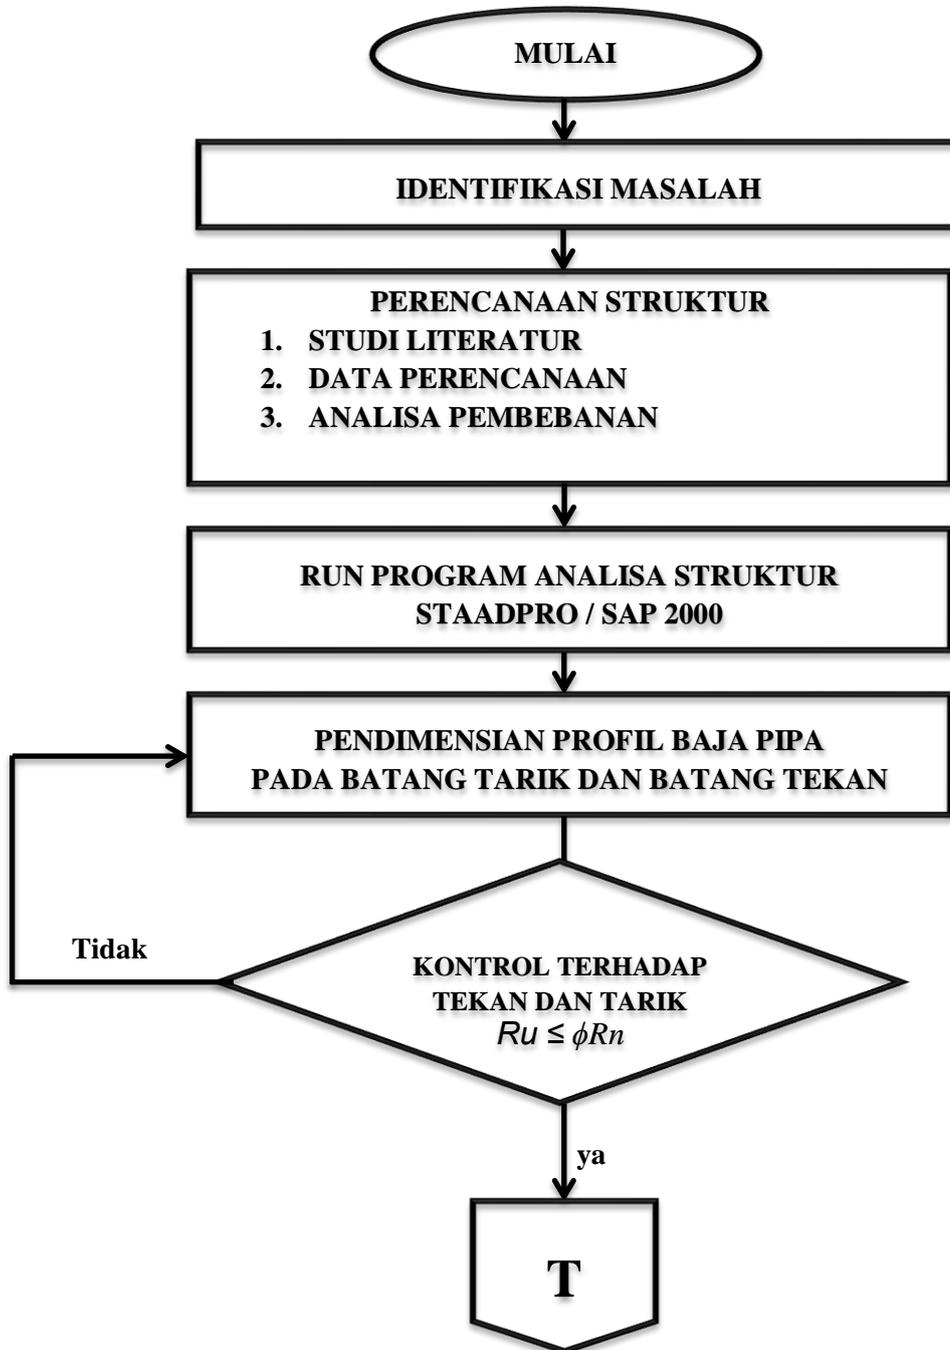 MULAI
IDENTIFIKASI MASALAH
PERENCANAAN STRUKTUR
1. STUDI LITERATUR
2. DATA PERENCANAAN
3. ANALISA PEMBEBANAN
RUN PROGRAM ANALISA STRUKTUR
STAADPRO / SAP 2000
PENDIMENSIAN PROFIL BAJA PIPA
PADA BATANG TARIK DAN BATANG TEKAN
Tidak
KONTROL TERHADAP
TEKAN DAN TARIK
Ru ≤ ϕRn
ya
T